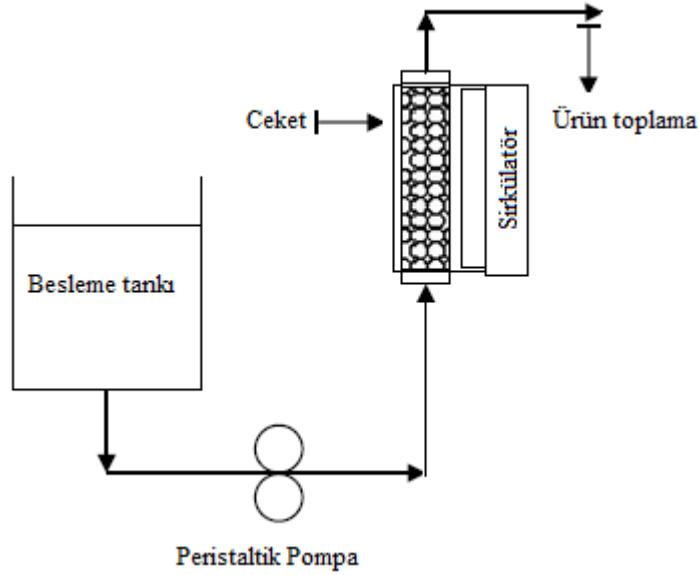 Ceket
Ürün toplama
Sirkülatör
Besleme tankı
Peristaltik Pompa